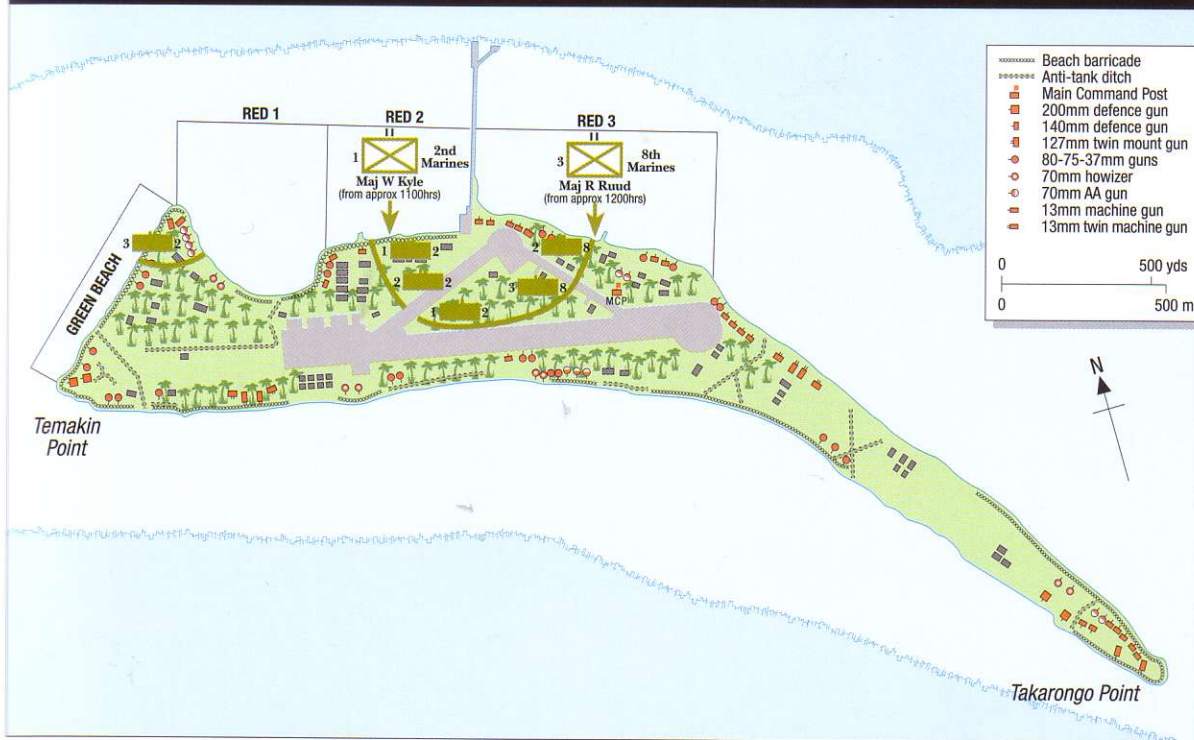 RED 1
RED 2
RED 3
1
2nd
Marines
Maj W Kyle
(from approx 1100hrs)
3
8th
Marines
Maj R Ruud
(from approx 1200hrs)
Beach barricade
Anti-tank ditch
Main Command Post
200mm defence gun
140mm defence gun
127mm twin mount gun
80-75-37mm guns
70mm howizer
70mm AA gun
13mm machine gun
13mm twin machine gun
0 500 yds
0 500 m
GREEN BEACH
3 2
1 2
2 8
2 2
3 8
1 2
MCP
N
Temakin
Point
Takarongo Point